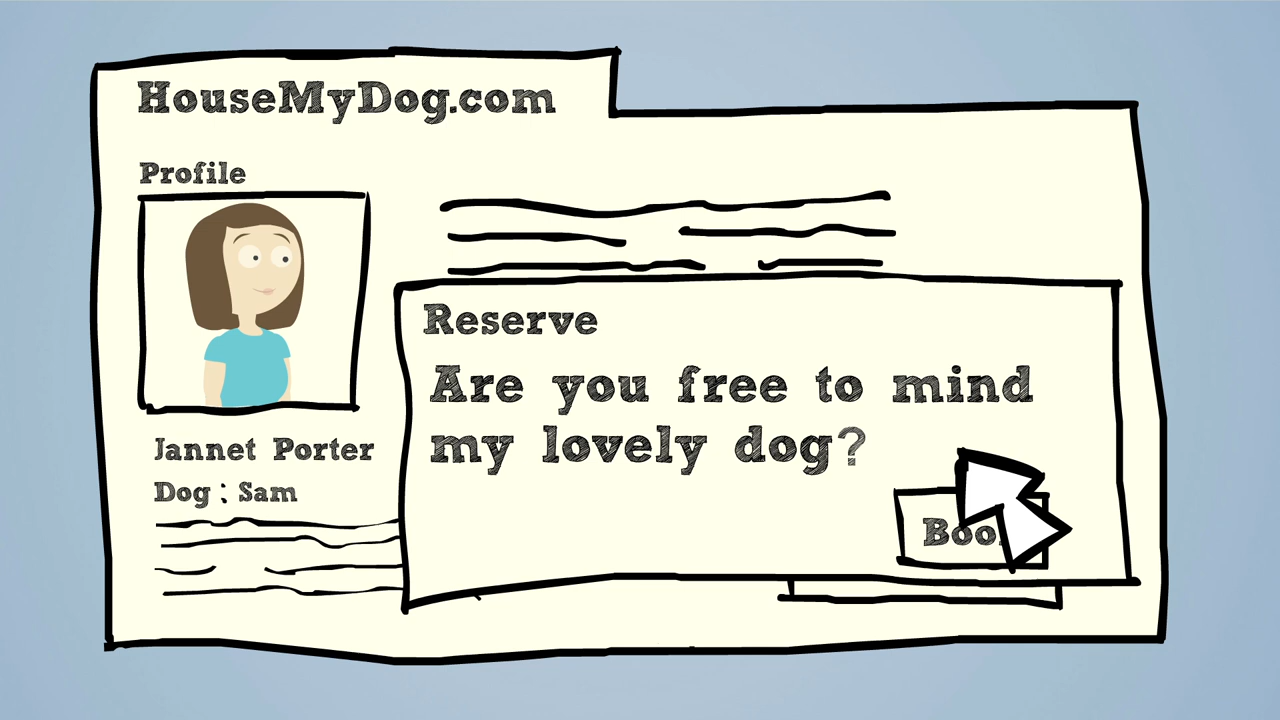 HouseMyDog.com
Profile
Jannet Porter
Dog : Sam
Reserve
Are you free to mind
my lovely dog?